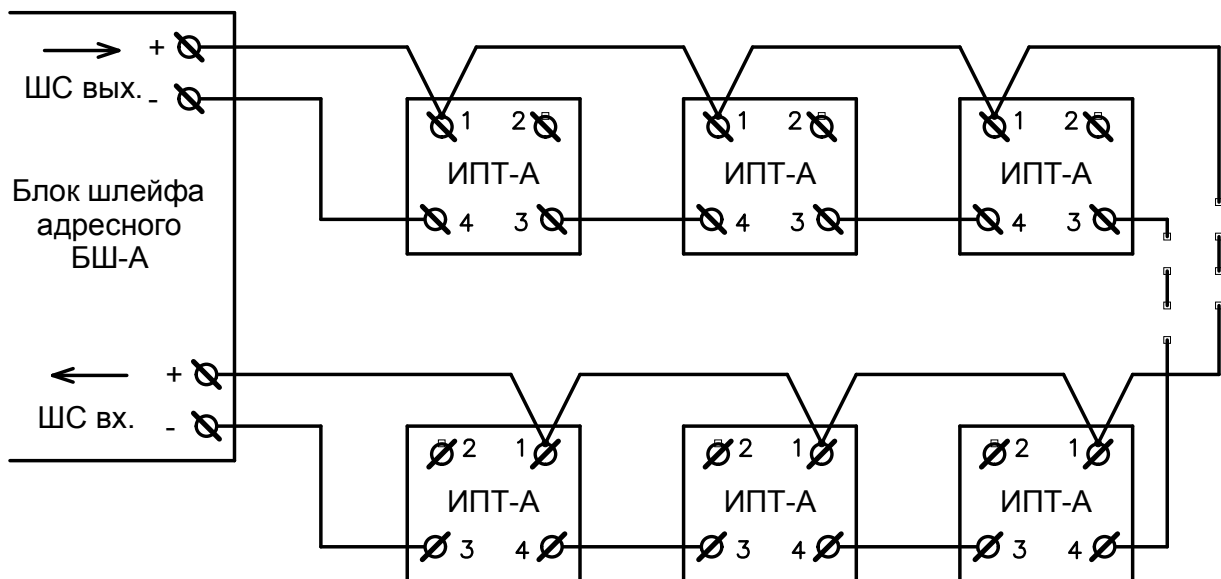 +
ШС вых. -
1 2 1 2 1 2
ИПТ-А ИПТ-А ИПТ-А
4 3 4 3 4 3
Блок шлейфа
адресного
БШ-А
+
ШС вх. -
2 1 2 1 2 1
ИПТ-А ИПТ-А ИПТ-А
3 4 3 4 3 4